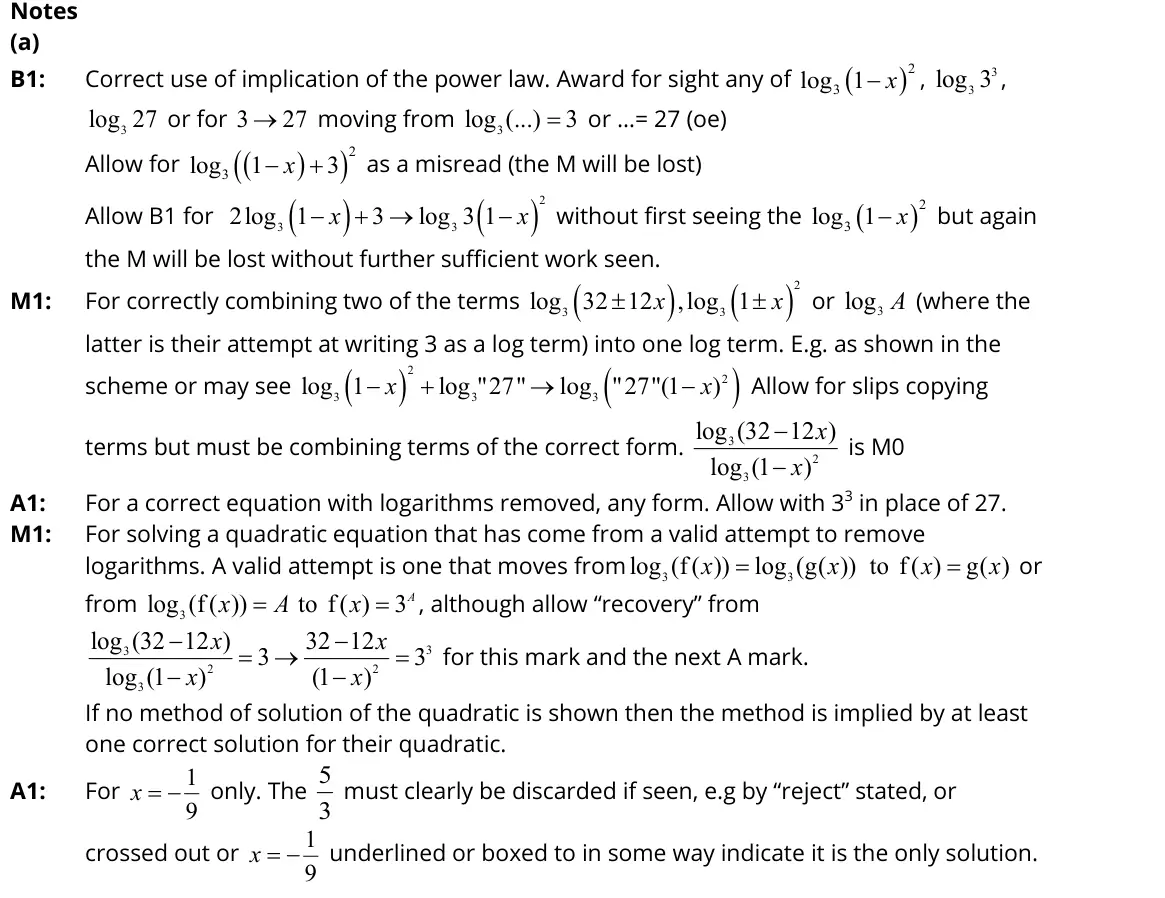 Notes
(a)
B1: Correct use of implication of the power law. Award for sight any of log₃(1−x)², log₃ 3³,
log₃ 27 or for 3 → 27 moving from log₃(...) = 3 or ...= 27 (oe)
Allow for log₃((1−x)+3)² as a misread (the M will be lost)
Allow B1 for 2log₃(1−x)+3 → log₃ 3(1−x)² without first seeing the log₃(1−x)² but again
the M will be lost without further sufficient work seen.
M1: For correctly combining two of the terms log₃(32±12x), log₃(1±x)² or log₃ A (where the
latter is their attempt at writing 3 as a log term) into one log term. E.g. as shown in the
scheme or may see log₃(1−x)² + log₃"27" → log₃("27"(1−x)²) Allow for slips copying
terms but must be combining terms of the correct form. log₃(32−12x)/log₃(1−x)² is M0
A1: For a correct equation with logarithms removed, any form. Allow with 3³ in place of 27.
M1: For solving a quadratic equation that has come from a valid attempt to remove
logarithms. A valid attempt is one that moves from log₃(f(x)) = log₃(g(x)) to f(x) = g(x) or
from log₃(f(x)) = A to f(x) = 3ᴬ, although allow “recovery” from
log₃(32−12x)/log₃(1−x)² = 3 → (32−12x)/(1−x)² = 3³ for this mark and the next A mark.
If no method of solution of the quadratic is shown then the method is implied by at least
one correct solution for their quadratic.
A1: For x = −1/9 only. The 5/3 must clearly be discarded if seen, e.g by “reject” stated, or
crossed out or x = −1/9 underlined or boxed to in some way indicate it is the only solution.